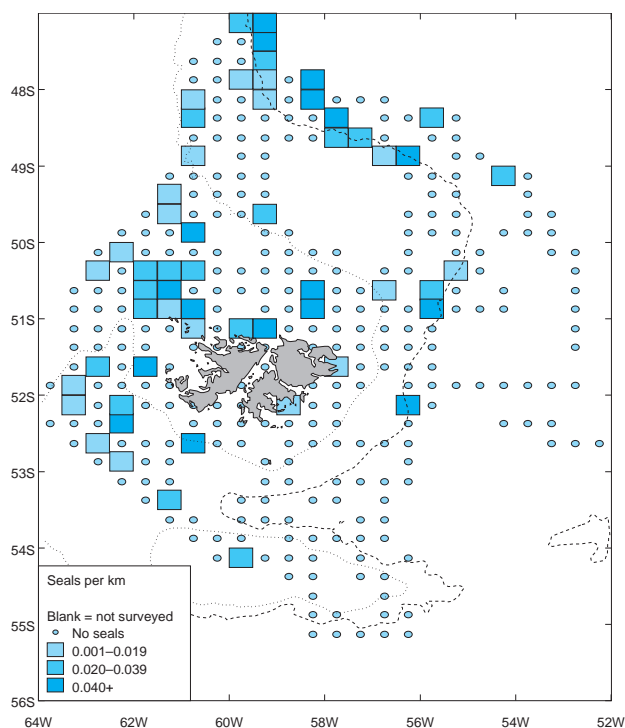 48S
49S
50S
51S
52S
53S
54S
55S
56S
Seals per km
Blank = not surveyed
No seals
0.001–0.019
0.020–0.039
0.040+
64W 62W 60W 58W 56W 54W 52W